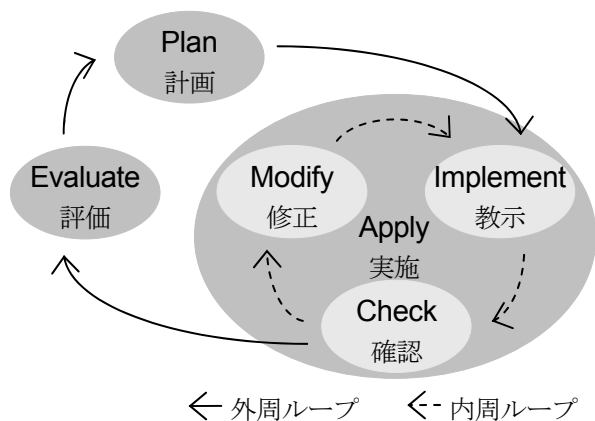 Plan
計画
Evaluate
評価
Modify
修正
Implement
教示
Apply
実施
Check
確認
外周ループ 内周ループ